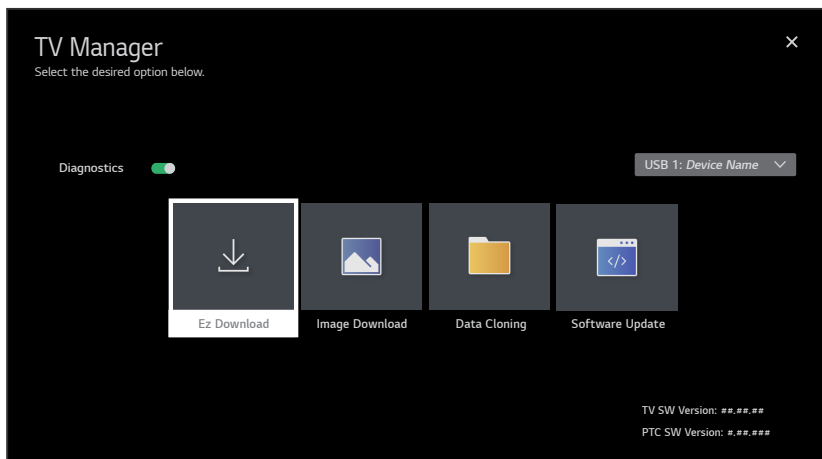 TV Manager
Select the desired option below.
Diagnostics
USB 1: Device Name
Ez Download
Image Download
Data Cloning
Software Update
TV SW Version: ##.##.##
PTC SW Version: #.##.###